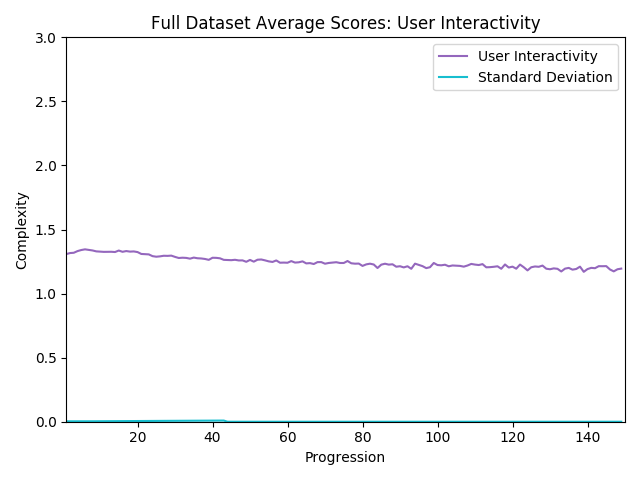 Full Dataset Average Scores: User Interactivity
3.0
2.5
2.0
1.5
1.0
0.5
0.0
Complexity
User Interactivity
Standard Deviation
20 40 60 80 100 120 140
Progression